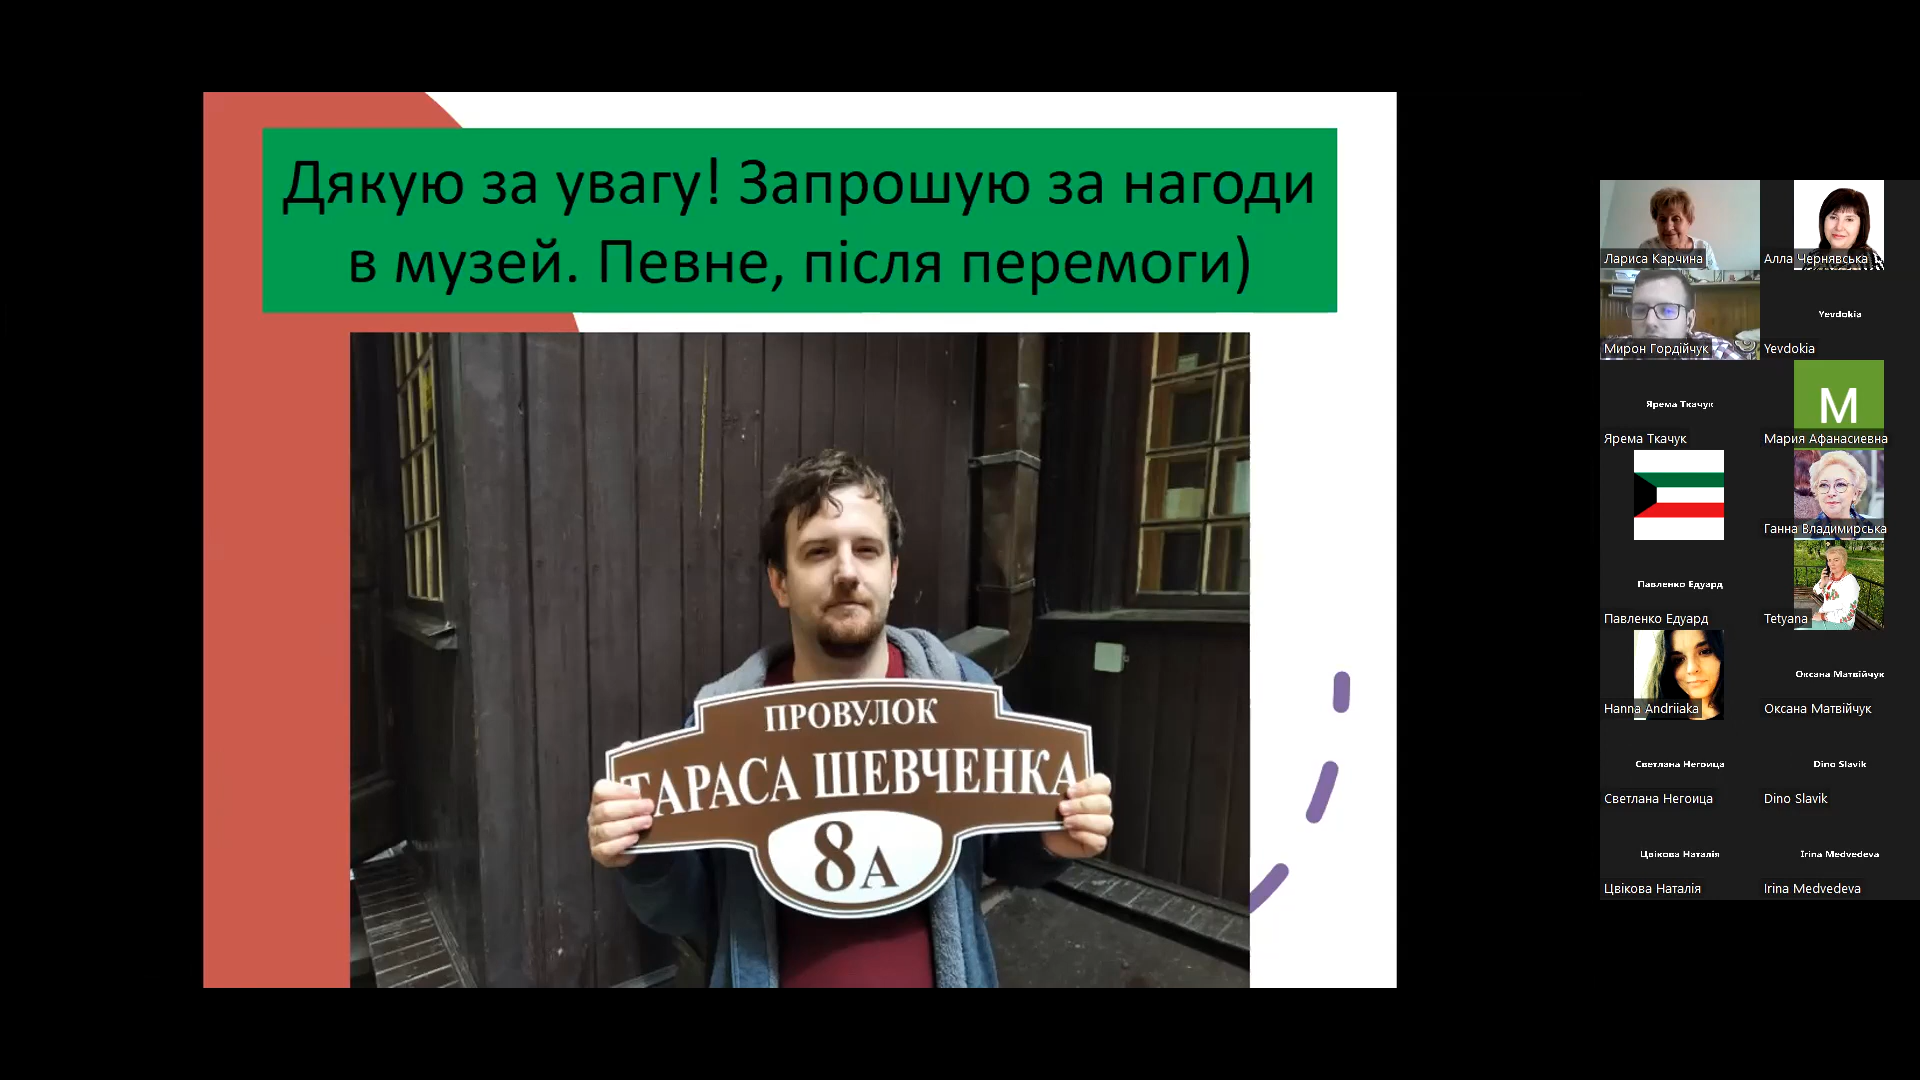 Дякую за увагу! Запрошую за нагоди
в музей. Певне, після перемоги)
ПРОВУЛОК
ТАРАСА ШЕВЧЕНКА
8А
Лариса Карчина
Алла Чернявська
Мирон Гордійчук
Yevdokia
Yevdokia
Ярема Ткачук
Ярема Ткачук
М
Мария Афанасиевна
Ганна Владимирська
Павленко Едуард
Павленко Едуард
Tetyana
Hanna Andriiaka
Оксана Матвійчук
Оксана Матвійчук
Светлана Негоица
Светлана Негоица
Dino Slavik
Dino Slavik
Цвікова Наталія
Цвікова Наталія
Irina Medvedeva
Irina Medvedeva